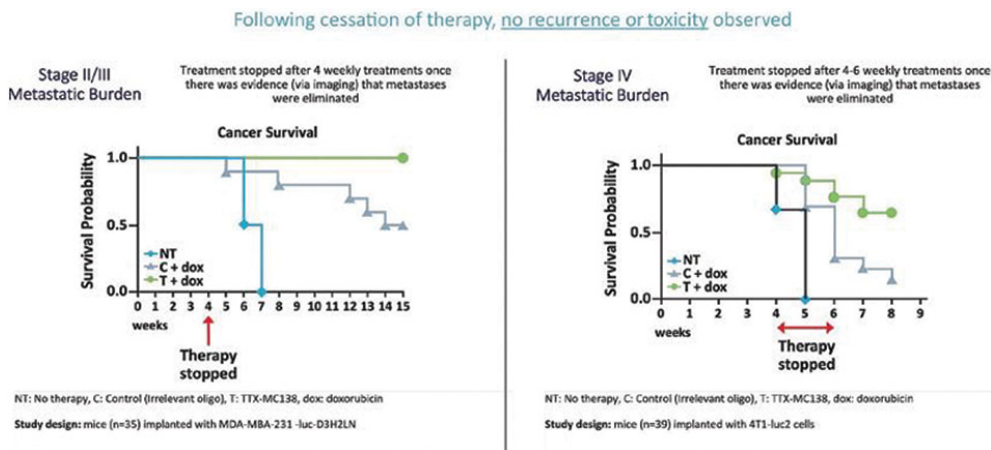 Following cessation of therapy, no recurrence or toxicity observed
Stage II/III
Metastatic Burden
Treatment stopped after 4 weekly treatments once
there was evidence (via imaging) that metastases
were eliminated
Cancer Survival
Survival Probability
1.0
0.5
0.0
NT
C + dox
T + dox
0 1 2 3 4 5 6 7 8 9 10 11 12 13 14 15
weeks
Therapy
stopped
NT: No therapy, C: Control (Irrelevant oligo), T: TTX-MC138, dox: doxorubicin
Study design: mice (n=35) implanted with MDA-MBA-231 -luc-D3H2LN
Stage IV
Metastatic Burden
Treatment stopped after 4-6 weekly treatments once
there was evidence (via imaging) that metastases
were eliminated
Cancer Survival
Survival Probability
1.0
0.5
0.0
NT
C + dox
T + dox
0 1 2 3 4 5 6 7 8 9
weeks
Therapy
stopped
NT: No therapy, C: Control (Irrelevant oligo), T: TTX-MC138, dox: doxorubicin
Study design: mice (n=39) implanted with 4T1-luc2 cells